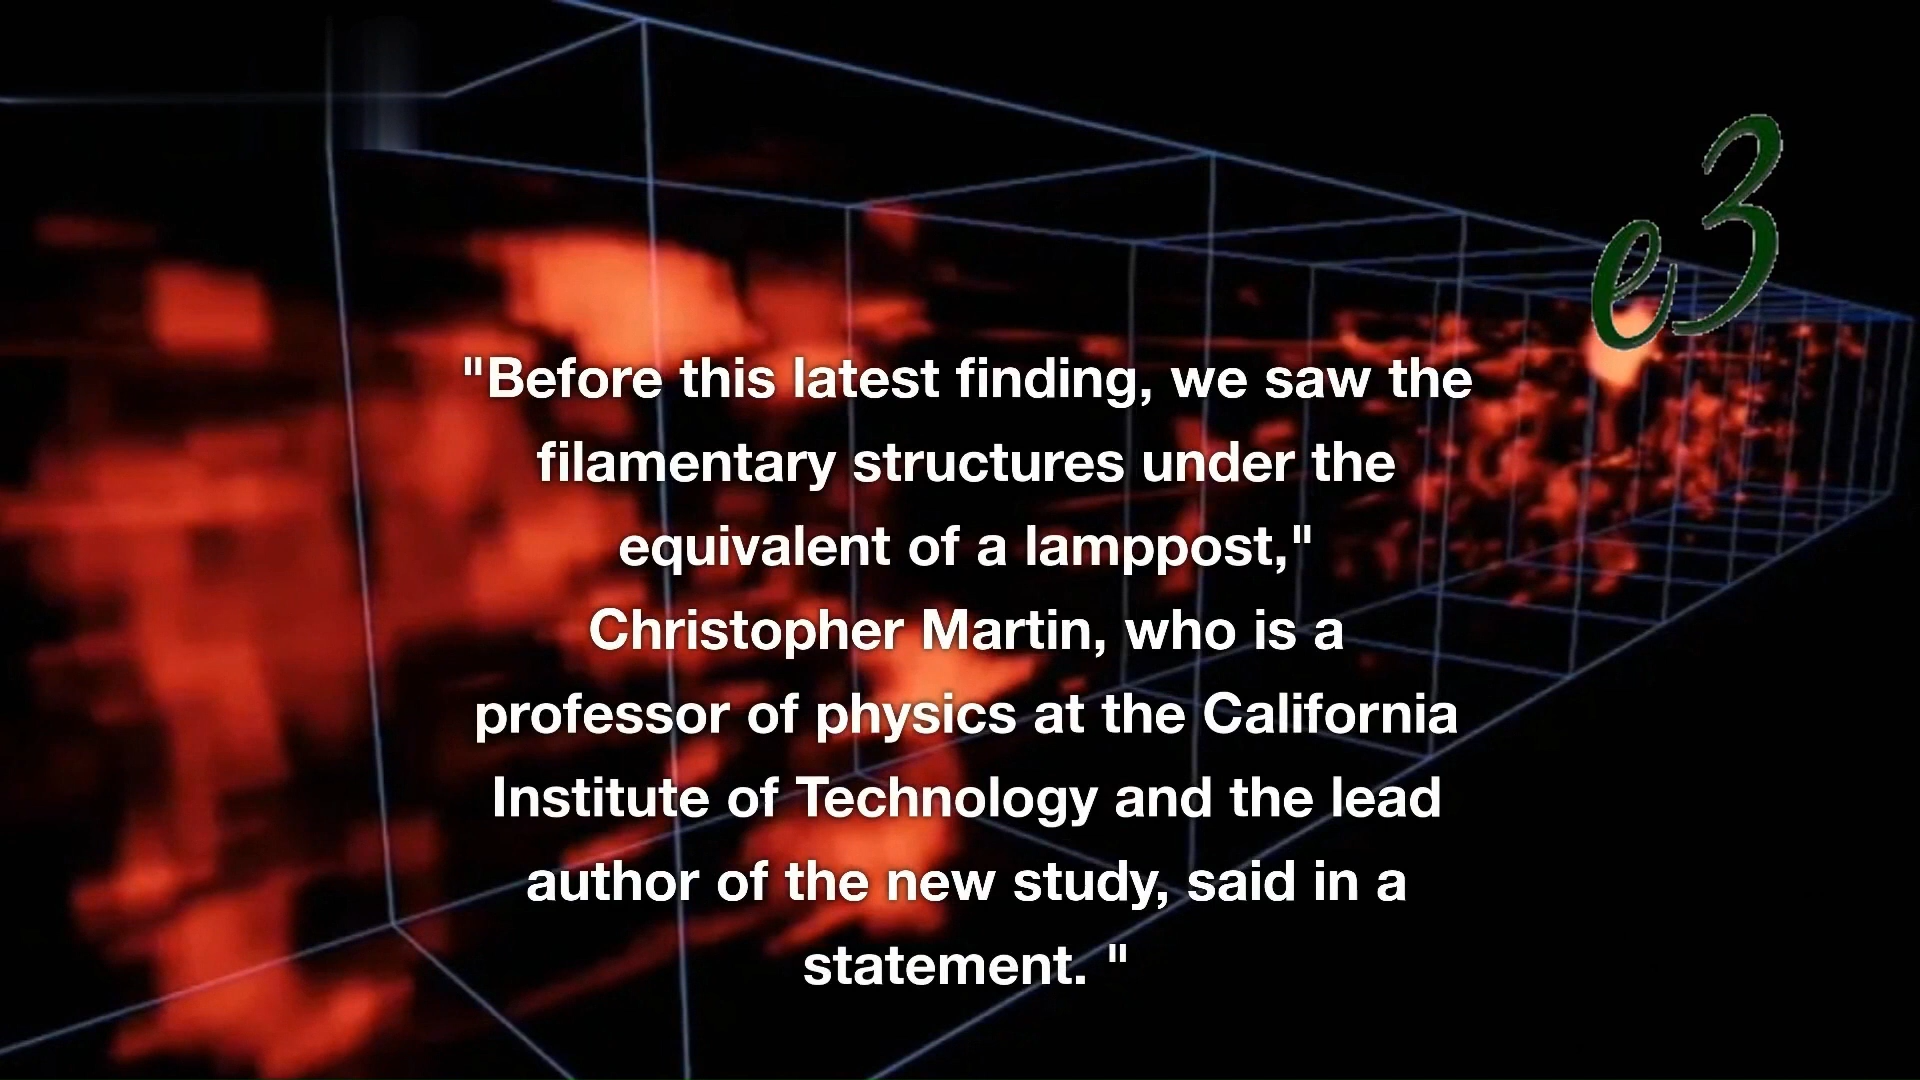 e3
"Before this latest finding, we saw the
filamentary structures under the
equivalent of a lamppost,"
Christopher Martin, who is a
professor of physics at the California
Institute of Technology and the lead
author of the new study, said in a
statement. "